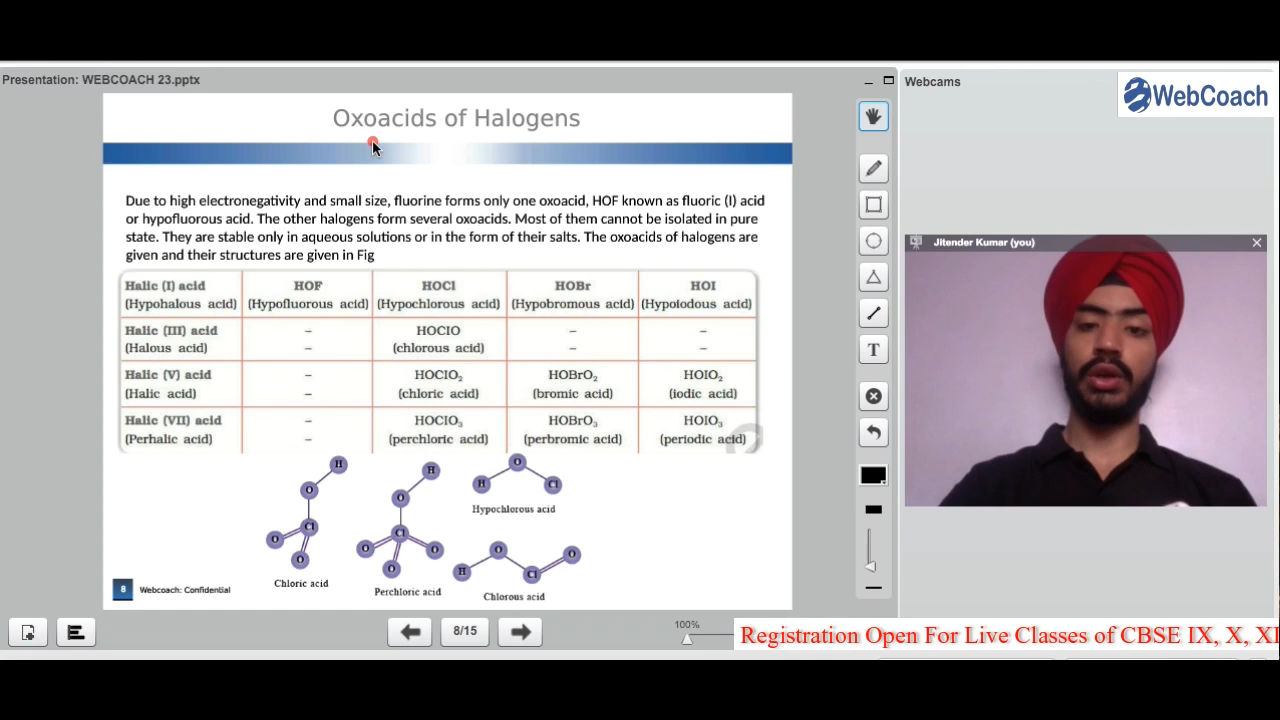 Presentation: WEBCOACH 23.pptx
Webcams
WebCoach
Oxoacids of Halogens
Due to high electronegativity and small size, fluorine forms only one oxoacid, HOF known as fluoric (I) acid
or hypofluorous acid. The other halogens form several oxoacids. Most of them cannot be isolated in pure
state. They are stable only in aqueous solutions or in the form of their salts. The oxoacids of halogens are
given and their structures are given in Fig
Halic (I) acid HOF HOCl HOBr HOI
(Hypohalous acid) (Hypofluorous acid) (Hypochlorous acid) (Hypobromous acid) (Hypoiodous acid)
Halic (III) acid – HOClO – –
(Halous acid) – (chlorous acid) – –
Halic (V) acid – HOClO₂ HOBrO₂ HOIO₂
(Halic acid) – (chloric acid) (bromic acid) (iodic acid)
Halic (VII) acid – HOClO₃ HOBrO₃ HOIO₃
(Perhalic acid) – (perchloric acid) (perbromic acid) (periodic acid)
H O Cl O O
Chloric acid
H O Cl O O O
Perchloric acid
H O Cl
Hypochlorous acid
H O Cl O
Chlorous acid
8 Webcoach: Confidential
T
Jitender Kumar (you)
8/15
100%
Registration Open For Live Classes of CBSE IX, X, XI